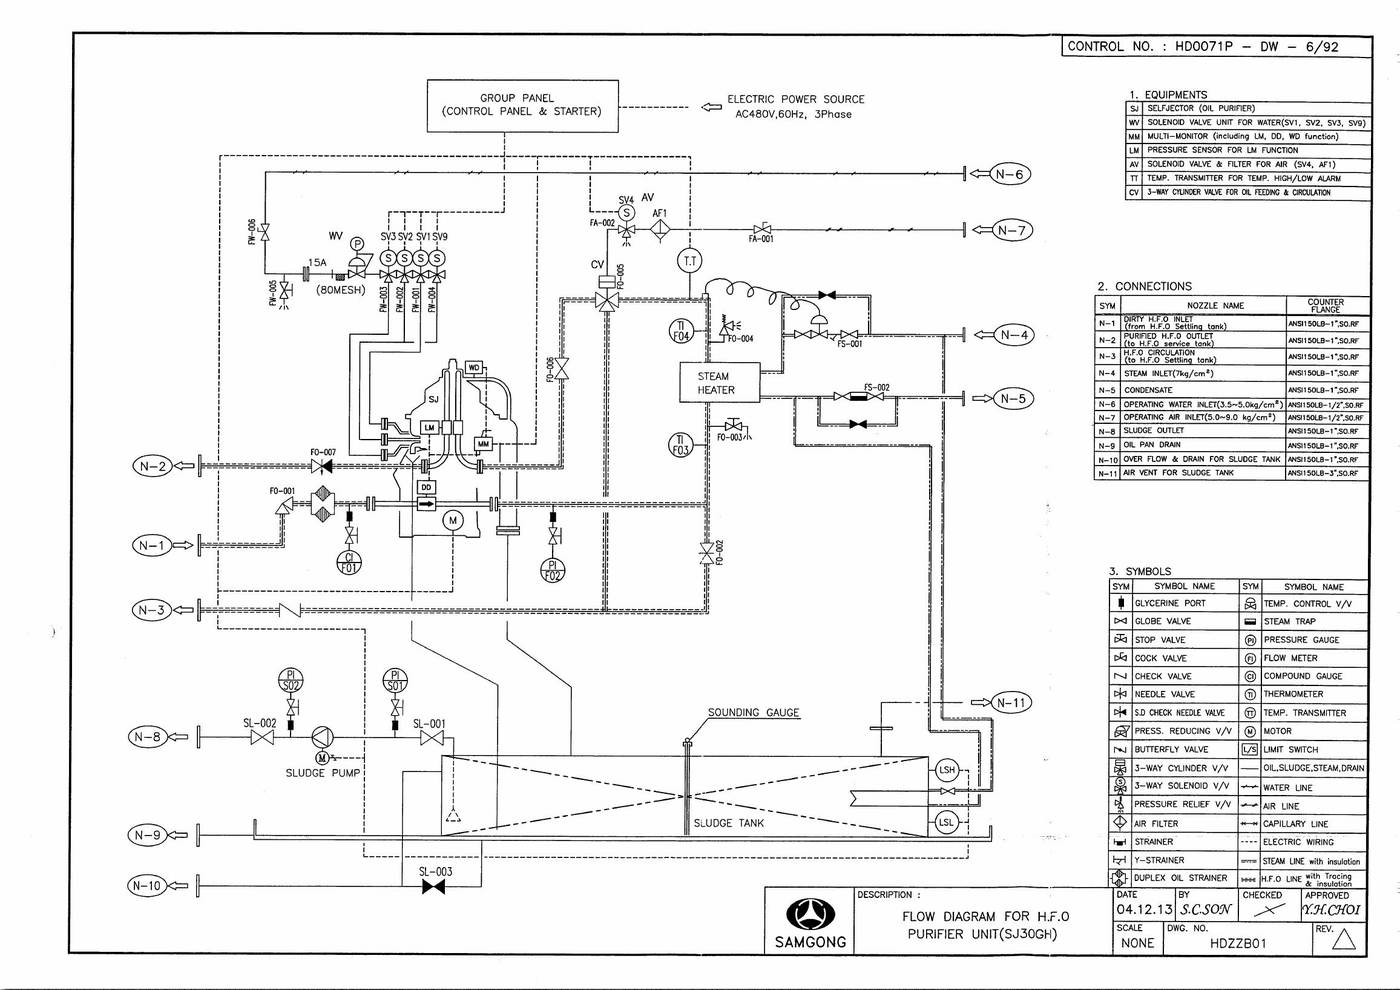 CONTROL NO. : HD0071P - DW - 6/92
GROUP PANEL
(CONTROL PANEL & STARTER)
ELECTRIC POWER SOURCE
AC480V,60Hz, 3Phase
N-6
N-7
N-4
N-5
N-2
N-1
N-3
N-11
N-8
N-9
N-10
FW-006
WV
P
15A
(80MESH)
FW-005
SV3 SV2 SV1 SV9
S S S S
FW-003
FW-002
FW-001
FW-004
SV4
AV
S
AF1
FA-002
FA-001
CV
FO-005
T.T
TI
F04
FO-004
FS-001
STEAM
HEATER
FS-002
FO-006
WD
SJ
LM
MM
TI
F03
FO-003
FO-007
FO-001
DD
M
CI
F01
PI
F02
FO-002
PI
S02
PI
S01
SL-002
SL-001
M
SLUDGE PUMP
SOUNDING GAUGE
LSH
LSL
SLUDGE TANK
SL-003
1. EQUIPMENTS
SJ SELFJECTOR (OIL PURIFIER)
WV SOLENOID VALVE UNIT FOR WATER(SV1, SV2, SV3, SV9)
MM MULTI-MONITOR (including LM, DD, WD function)
LM PRESSURE SENSOR FOR LM FUNCTION
AV SOLENOID VALVE & FILTER FOR AIR (SV4, AF1)
TT TEMP. TRANSMITTER FOR TEMP. HIGH/LOW ALARM
CV 3-WAY CYLINDER VALVE FOR OIL FEEDING & CIRCULATION
2. CONNECTIONS
SYM NOZZLE NAME COUNTER FLANGE
N-1 DIRTY H.F.O INLET (from H.F.O Settling tank) ANSI150LB-1",SO.RF
N-2 PURIFIED H.F.O OUTLET (to H.F.O service tank) ANSI150LB-1",SO.RF
N-3 H.F.O CIRCULATION (to H.F.O Settling tank) ANSI150LB-1",SO.RF
N-4 STEAM INLET(7kg/cm²) ANSI150LB-1",SO.RF
N-5 CONDENSATE ANSI150LB-1",SO.RF
N-6 OPERATING WATER INLET(3.5~5.0kg/cm²) ANSI150LB-1/2",SO.RF
N-7 OPERATING AIR INLET(5.0~9.0 kg/cm²) ANSI150LB-1/2",SO.RF
N-8 SLUDGE OUTLET ANSI150LB-1",SO.RF
N-9 OIL PAN DRAIN ANSI150LB-1",SO.RF
N-10 OVER FLOW & DRAIN FOR SLUDGE TANK ANSI150LB-1",SO.RF
N-11 AIR VENT FOR SLUDGE TANK ANSI150LB-3",SO.RF
3. SYMBOLS
SYM SYMBOL NAME SYM SYMBOL NAME
GLYCERINE PORT TEMP. CONTROL V/V
GLOBE VALVE STEAM TRAP
STOP VALVE PI PRESSURE GAUGE
COCK VALVE FI FLOW METER
CHECK VALVE CI COMPOUND GAUGE
NEEDLE VALVE TI THERMOMETER
S.D CHECK NEEDLE VALVE TT TEMP. TRANSMITTER
PRESS. REDUCING V/V M MOTOR
BUTTERFLY VALVE L/S LIMIT SWITCH
3-WAY CYLINDER V/V OIL,SLUDGE,STEAM,DRAIN
3-WAY SOLENOID V/V WATER LINE
PRESSURE RELIEF V/V AIR LINE
AIR FILTER CAPILLARY LINE
STRAINER ELECTRIC WIRING
Y-STRAINER STEAM LINE with insulation
DUPLEX OIL STRAINER H.F.O LINE with Tracing & insulation
SAMGONG
DESCRIPTION :
FLOW DIAGRAM FOR H.F.O
PURIFIER UNIT(SJ30GH)
DATE BY CHECKED APPROVED
04.12.13 S.C.SON Y.H.CHOI
SCALE DWG. NO. REV.
NONE HDZZB01